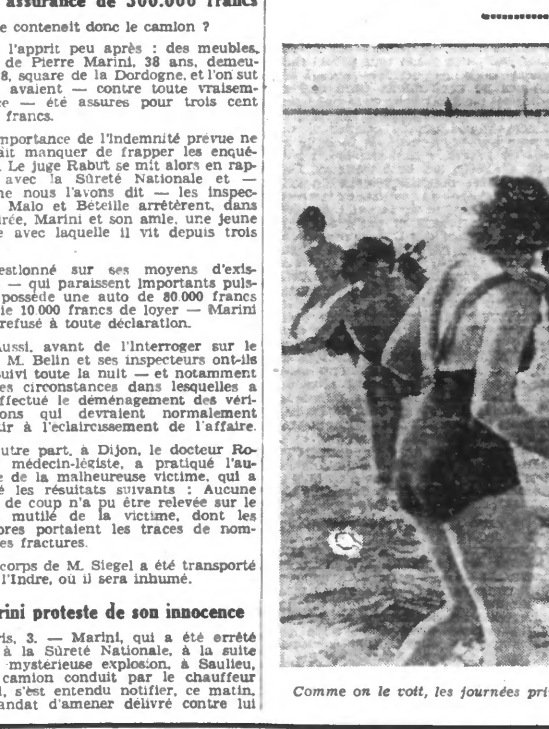 assurance de 300.000 francs
e contenait donc le camion ?
l'apprit peu après : des meubles,
de Pierre Marini, 38 ans, demeu-
8, square de la Dordogne, et l'on sut
avaient — contre toute vraisem-
e — été assurés pour trois cent
francs.
mportance de l'indemnité prévue ne
ait manquer de frapper les enquê-
Le juge Rabut se mit alors en rap-
avec la Sûreté Nationale et —
ne nous l'avons dit — les inspec-
Malo et Béteille arrêtèrent, dans
irée, Marini et son amie, une jeune
e avec laquelle il vit depuis trois
estionné sur ses moyens d'exis-
— qui paraissent importants puis-
possède une auto de 80.000 francs
ie 10.000 francs de loyer — Marini
refusé à toute déclaration.
Aussi, avant de l'interroger sur le
M. Belin et ses inspecteurs ont-ils
suivi toute la nuit — et notamment
es circonstances dans lesquelles a
effectué le déménagement des véri-
ons qui devraient normalement
ir à l'éclaircissement de l'affaire.
utre part, à Dijon, le docteur Ro-
médecin-légiste, a pratiqué l'au-
e de la malheureuse victime, qui a
é les résultats suivants : Aucune
de coup n'a pu être relevée sur le
mutilé de la victime, dont les
bres portaient les traces de nom-
es fractures.
corps de M. Siegel a été transporté
l'Indre, où il sera inhumé.
rini proteste de son innocence
ris, 3. — Marini, qui a été errêté
à la Sûreté Nationale, à la suite
mystérieuse explosion, à Saulieu,
camion conduit par le chauffeur
l, s'est entendu notifier, ce matin,
andat d'amener délivré contre lui
Comme on le voit, les journées pri